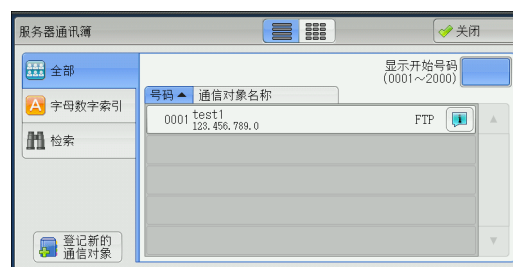 服务器通讯簿
关闭
全部
显示开始号码
(0001～2000)
A 字母数字索引
号码▲ 通信对象名称
0001 test1 FTP
123.456.789.0
检索
登记新的
通信对象